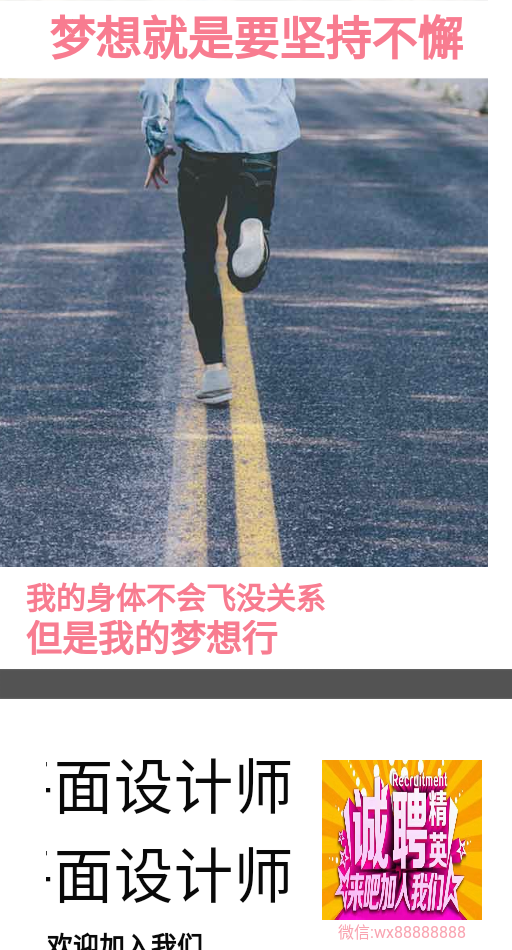 梦想就是要坚持不懈
我的身体不会飞没关系
但是我的梦想行
面设计师
面设计师
Recruitment
诚聘精英
来吧加入我们
微信:wx88888888
欢迎加入我们